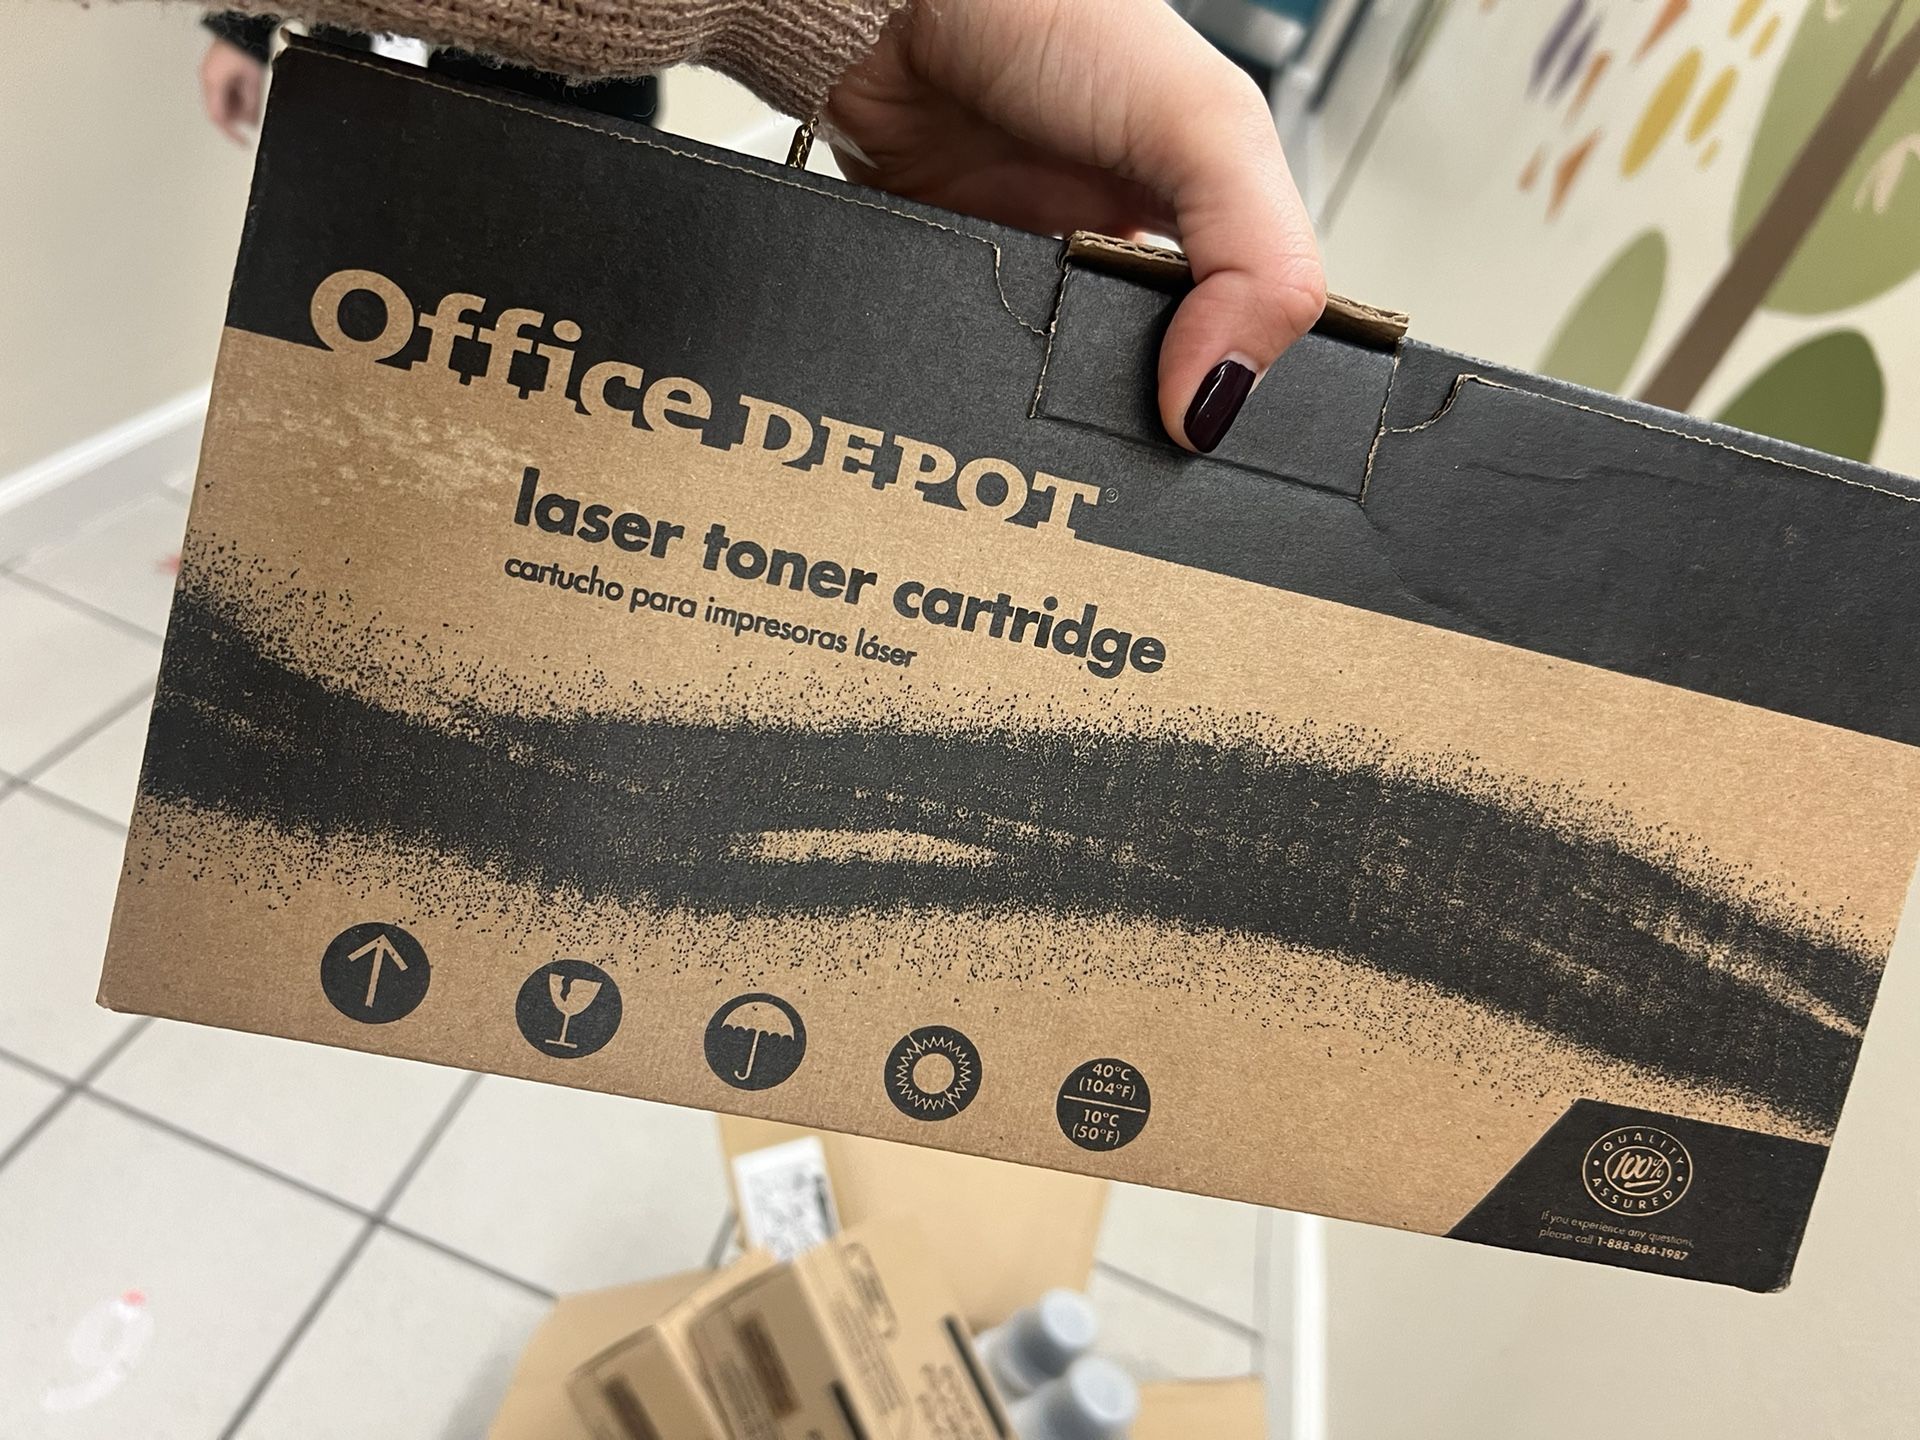 Office DEPOT®
laser toner cartridge
cartucho para impresoras láser
40°C
(104°F)
10°C
(50°F)
QUALITY
100%
ASSURED
If you experience any questions,
please call 1-888-884-1987